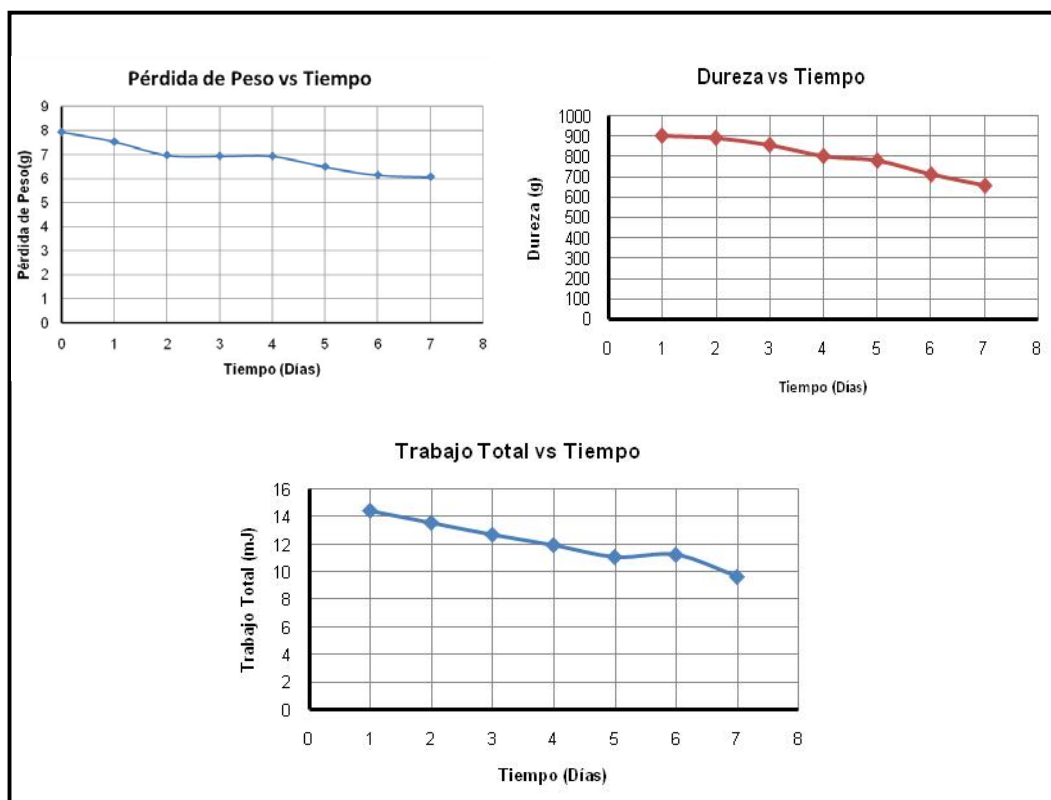 Pérdida de Peso vs Tiempo
Pérdida de Peso(g)
9
8
7
6
5
4
3
2
1
0
0 1 2 3 4 5 6 7 8
Tiempo (Días)
Dureza vs Tiempo
Dureza (g)
1000
900
800
700
600
500
400
300
200
100
0
0 1 2 3 4 5 6 7 8
Tiempo (Días)
Trabajo Total vs Tiempo
Trabajo Total (mJ)
16
14
12
10
8
6
4
2
0
0 1 2 3 4 5 6 7 8
Tiempo (Días)